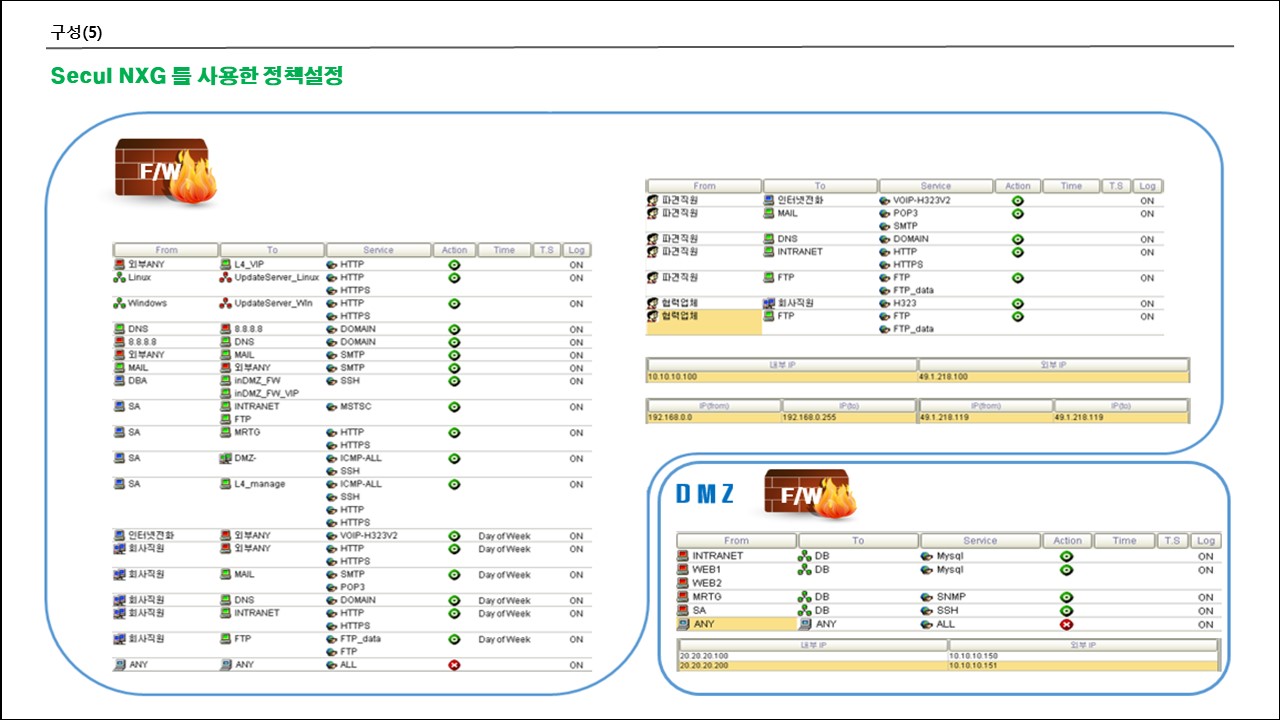 구성(5)
SecuI NXG 를 사용한 정책설정
F/W
From To Service Action Time T.S Log
외부ANY L4_VIP HTTP ON
Linux UpdateServer_Linux HTTP ON
HTTPS
Windows UpdateServer_Win HTTP ON
HTTPS
DNS 8.8.8.8 DOMAIN ON
8.8.8.8 DNS DOMAIN ON
외부ANY MAIL SMTP ON
MAIL 외부ANY SMTP ON
DBA inDMZ_FW SSH ON
inDMZ_FW_VIP
SA INTRANET MSTSC ON
FTP
SA MRTG HTTP ON
HTTPS
SA DMZ- ICMP-ALL ON
SSH
SA L4_manage ICMP-ALL ON
SSH
HTTP
HTTPS
인터넷전화 외부ANY VOIP-H323V2 Day of Week ON
회사직원 외부ANY HTTP Day of Week ON
HTTPS
회사직원 MAIL SMTP Day of Week ON
POP3
회사직원 DNS DOMAIN Day of Week ON
회사직원 INTRANET HTTP Day of Week ON
HTTPS
회사직원 FTP FTP_data Day of Week ON
FTP
ANY ANY ALL ON
From To Service Action Time T.S Log
파견직원 인터넷전화 VOIP-H323V2 ON
파견직원 MAIL POP3 ON
SMTP
파견직원 DNS DOMAIN ON
파견직원 INTRANET HTTP ON
HTTPS
파견직원 FTP FTP ON
FTP_data
협력업체 회사직원 H323 ON
협력업체 FTP FTP ON
FTP_data
내부 IP 외부 IP
10.10.10.100 49.1.218.100
IP(from) IP(to) IP(from) IP(to)
192.168.0.0 192.168.0.255 49.1.218.119 49.1.218.119
DMZ F/W
From To Service Action Time T.S Log
INTRANET DB Mysql ON
WEB1 DB Mysql ON
WEB2
MRTG DB SNMP ON
SA DB SSH ON
ANY ANY ALL ON
내부 IP 외부 IP
20.20.20.100 10.10.10.150
20.20.20.200 10.10.10.151